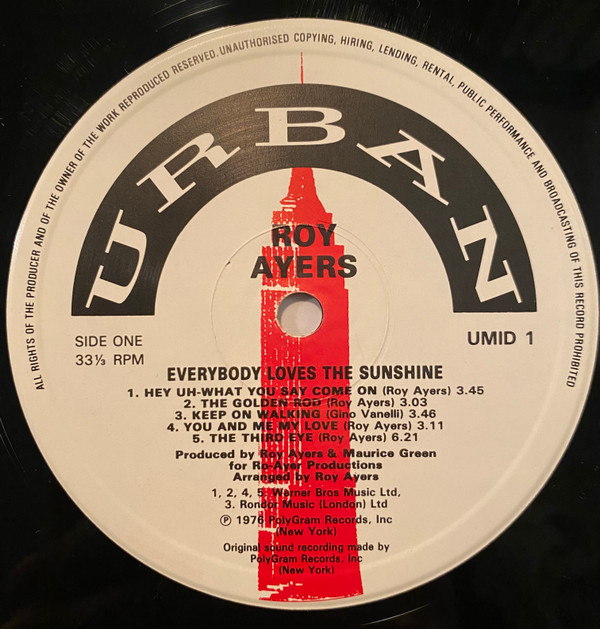 ALL RIGHTS OF THE PRODUCER AND OF THE OWNER OF THE WORK REPRODUCED RESERVED. UNAUTHORISED COPYING, HIRING, LENDING, RENTAL, PUBLIC PERFORMANCE AND BROADCASTING OF THIS RECORD PROHIBITED
URBAN
ROY
AYERS
SIDE ONE
33⅓ RPM
UMID 1
EVERYBODY LOVES THE SUNSHINE
1. HEY UH-WHAT YOU SAY COME ON (Roy Ayers) 3.45
2. THE GOLDEN ROD (Roy Ayers) 3.03
3. KEEP ON WALKING (Gino Vanelli) 3.46
4. YOU AND ME MY LOVE (Roy Ayers) 3.11
5. THE THIRD EYE (Roy Ayers) 6.21
Produced by Roy Ayers & Maurice Green
for Ro-Ayer Productions
Arranged by Roy Ayers
1, 2, 4, 5. Warner Bros Music Ltd,
3. Rondor Music (London) Ltd
℗ 1976 PolyGram Records, Inc
(New York)
Original sound recording made by
PolyGram Records, Inc
(New York)